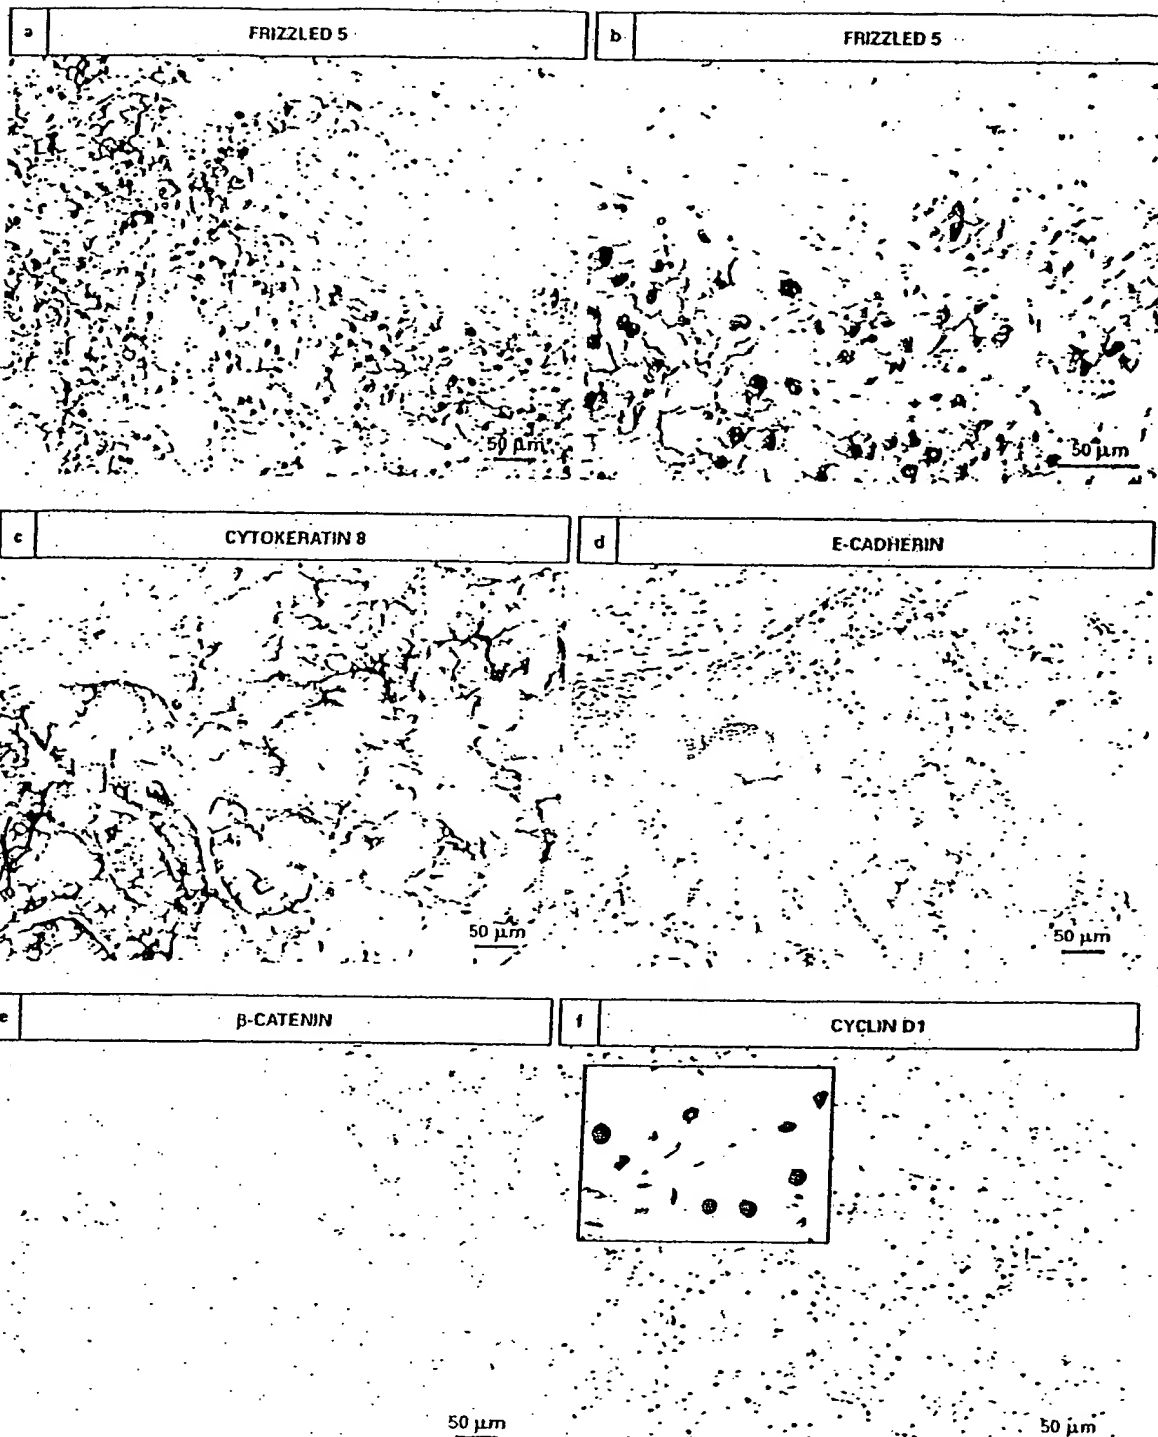 a FRIZZLED 5
b FRIZZLED 5
50 µm
50 µm
c CYTOKERATIN 8
d E-CADHERIN
50 µm
50 µm
e β-CATENIN
f CYCLIN D1
50 µm
50 µm